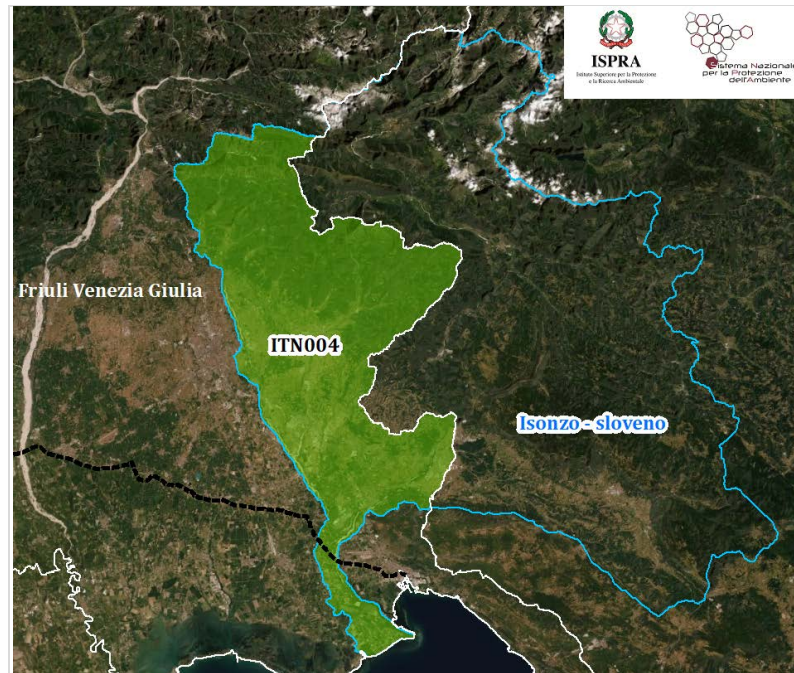 ISPRA
Istituto Superiore per la Protezione
e la Ricerca Ambientale
Sistema Nazionale
per la Protezione
dell'Ambiente
Friuli Venezia Giulia
ITN004
Isonzo - sloveno